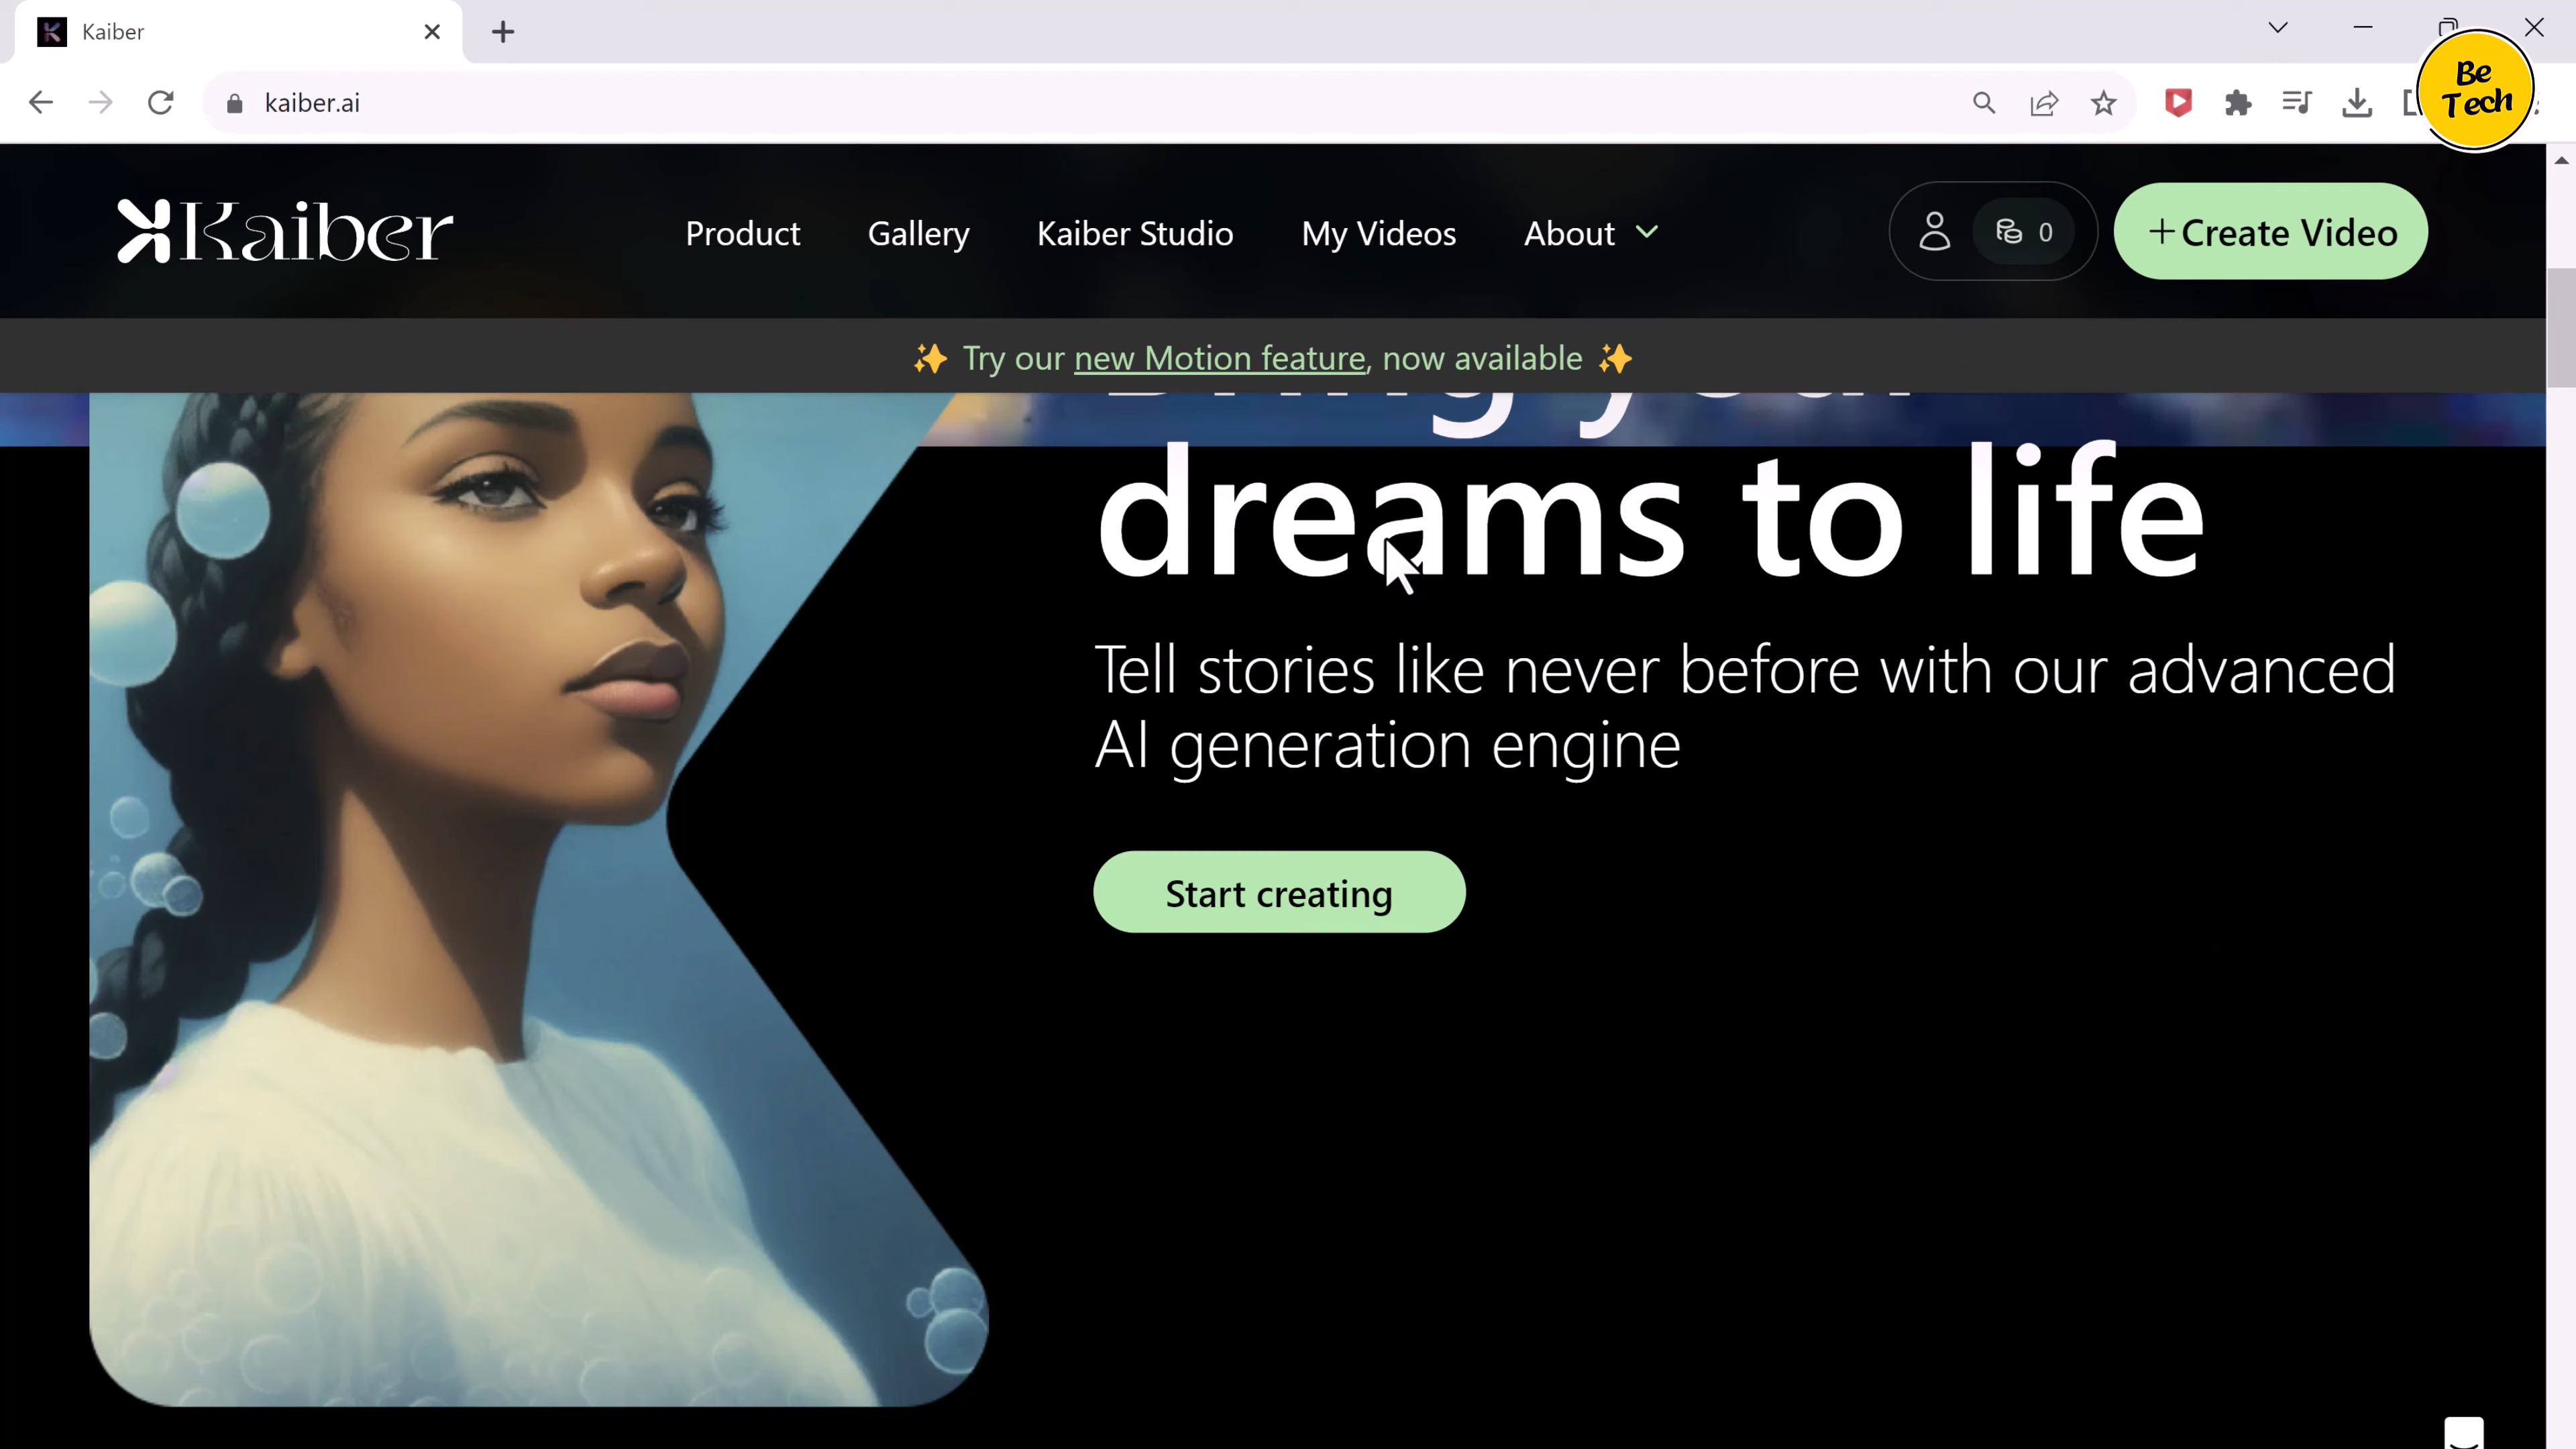 Kaiber
kaiber.ai
Be
Tech
Kaiber
Product
Gallery
Kaiber Studio
My Videos
About
0
+Create Video
✨ Try our new Motion feature, now available ✨
Bring your
dreams to life
Tell stories like never before with our advanced
AI generation engine
Start creating